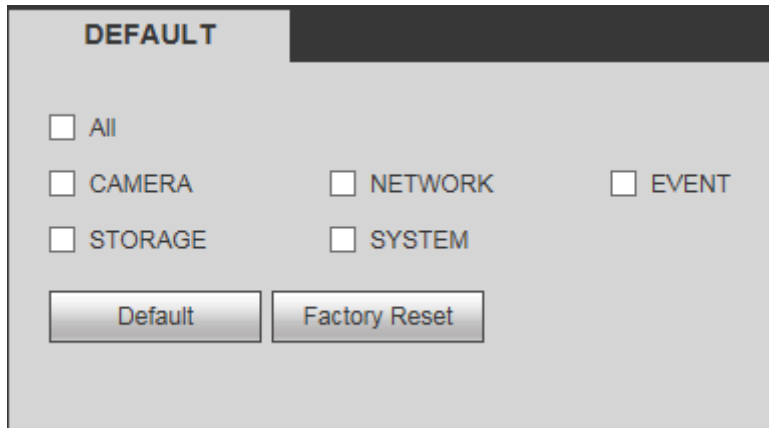 DEFAULT
All
CAMERA NETWORK EVENT
STORAGE SYSTEM
Default Factory Reset